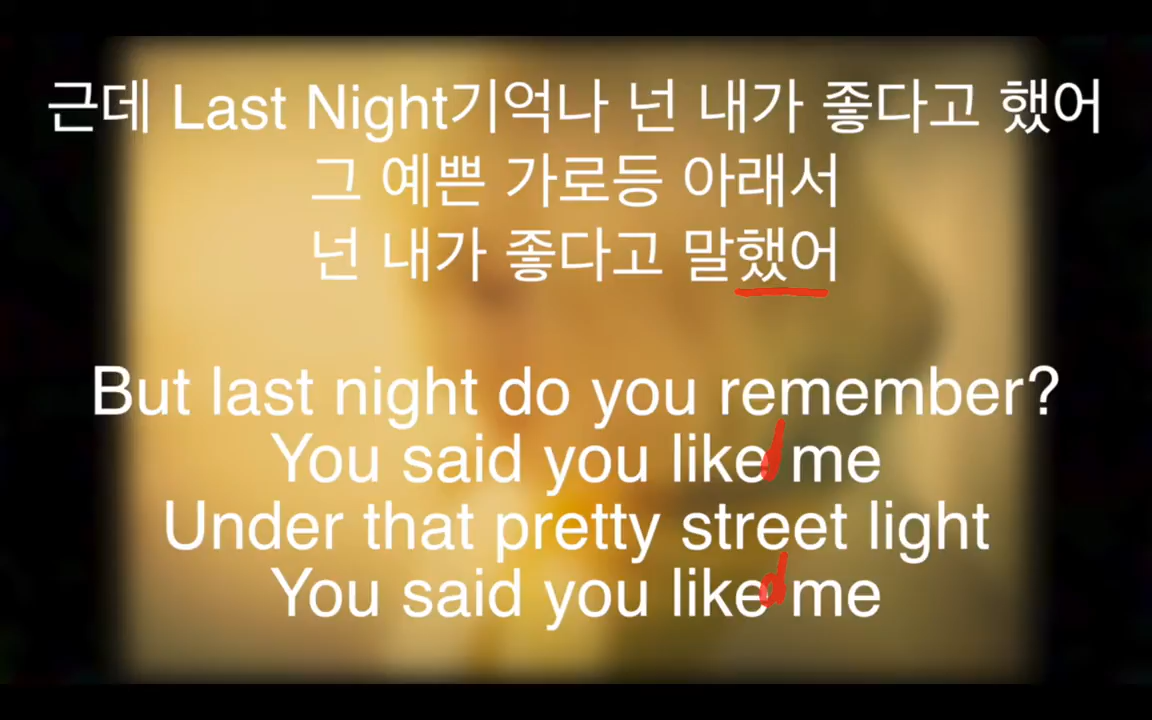 근데 Last Night기억나 넌 내가 좋다고 했어
그 예쁜 가로등 아래서
넌 내가 좋다고 말했어
But last night do you remember?
You said you liked me
Under that pretty street light
You said you liked me